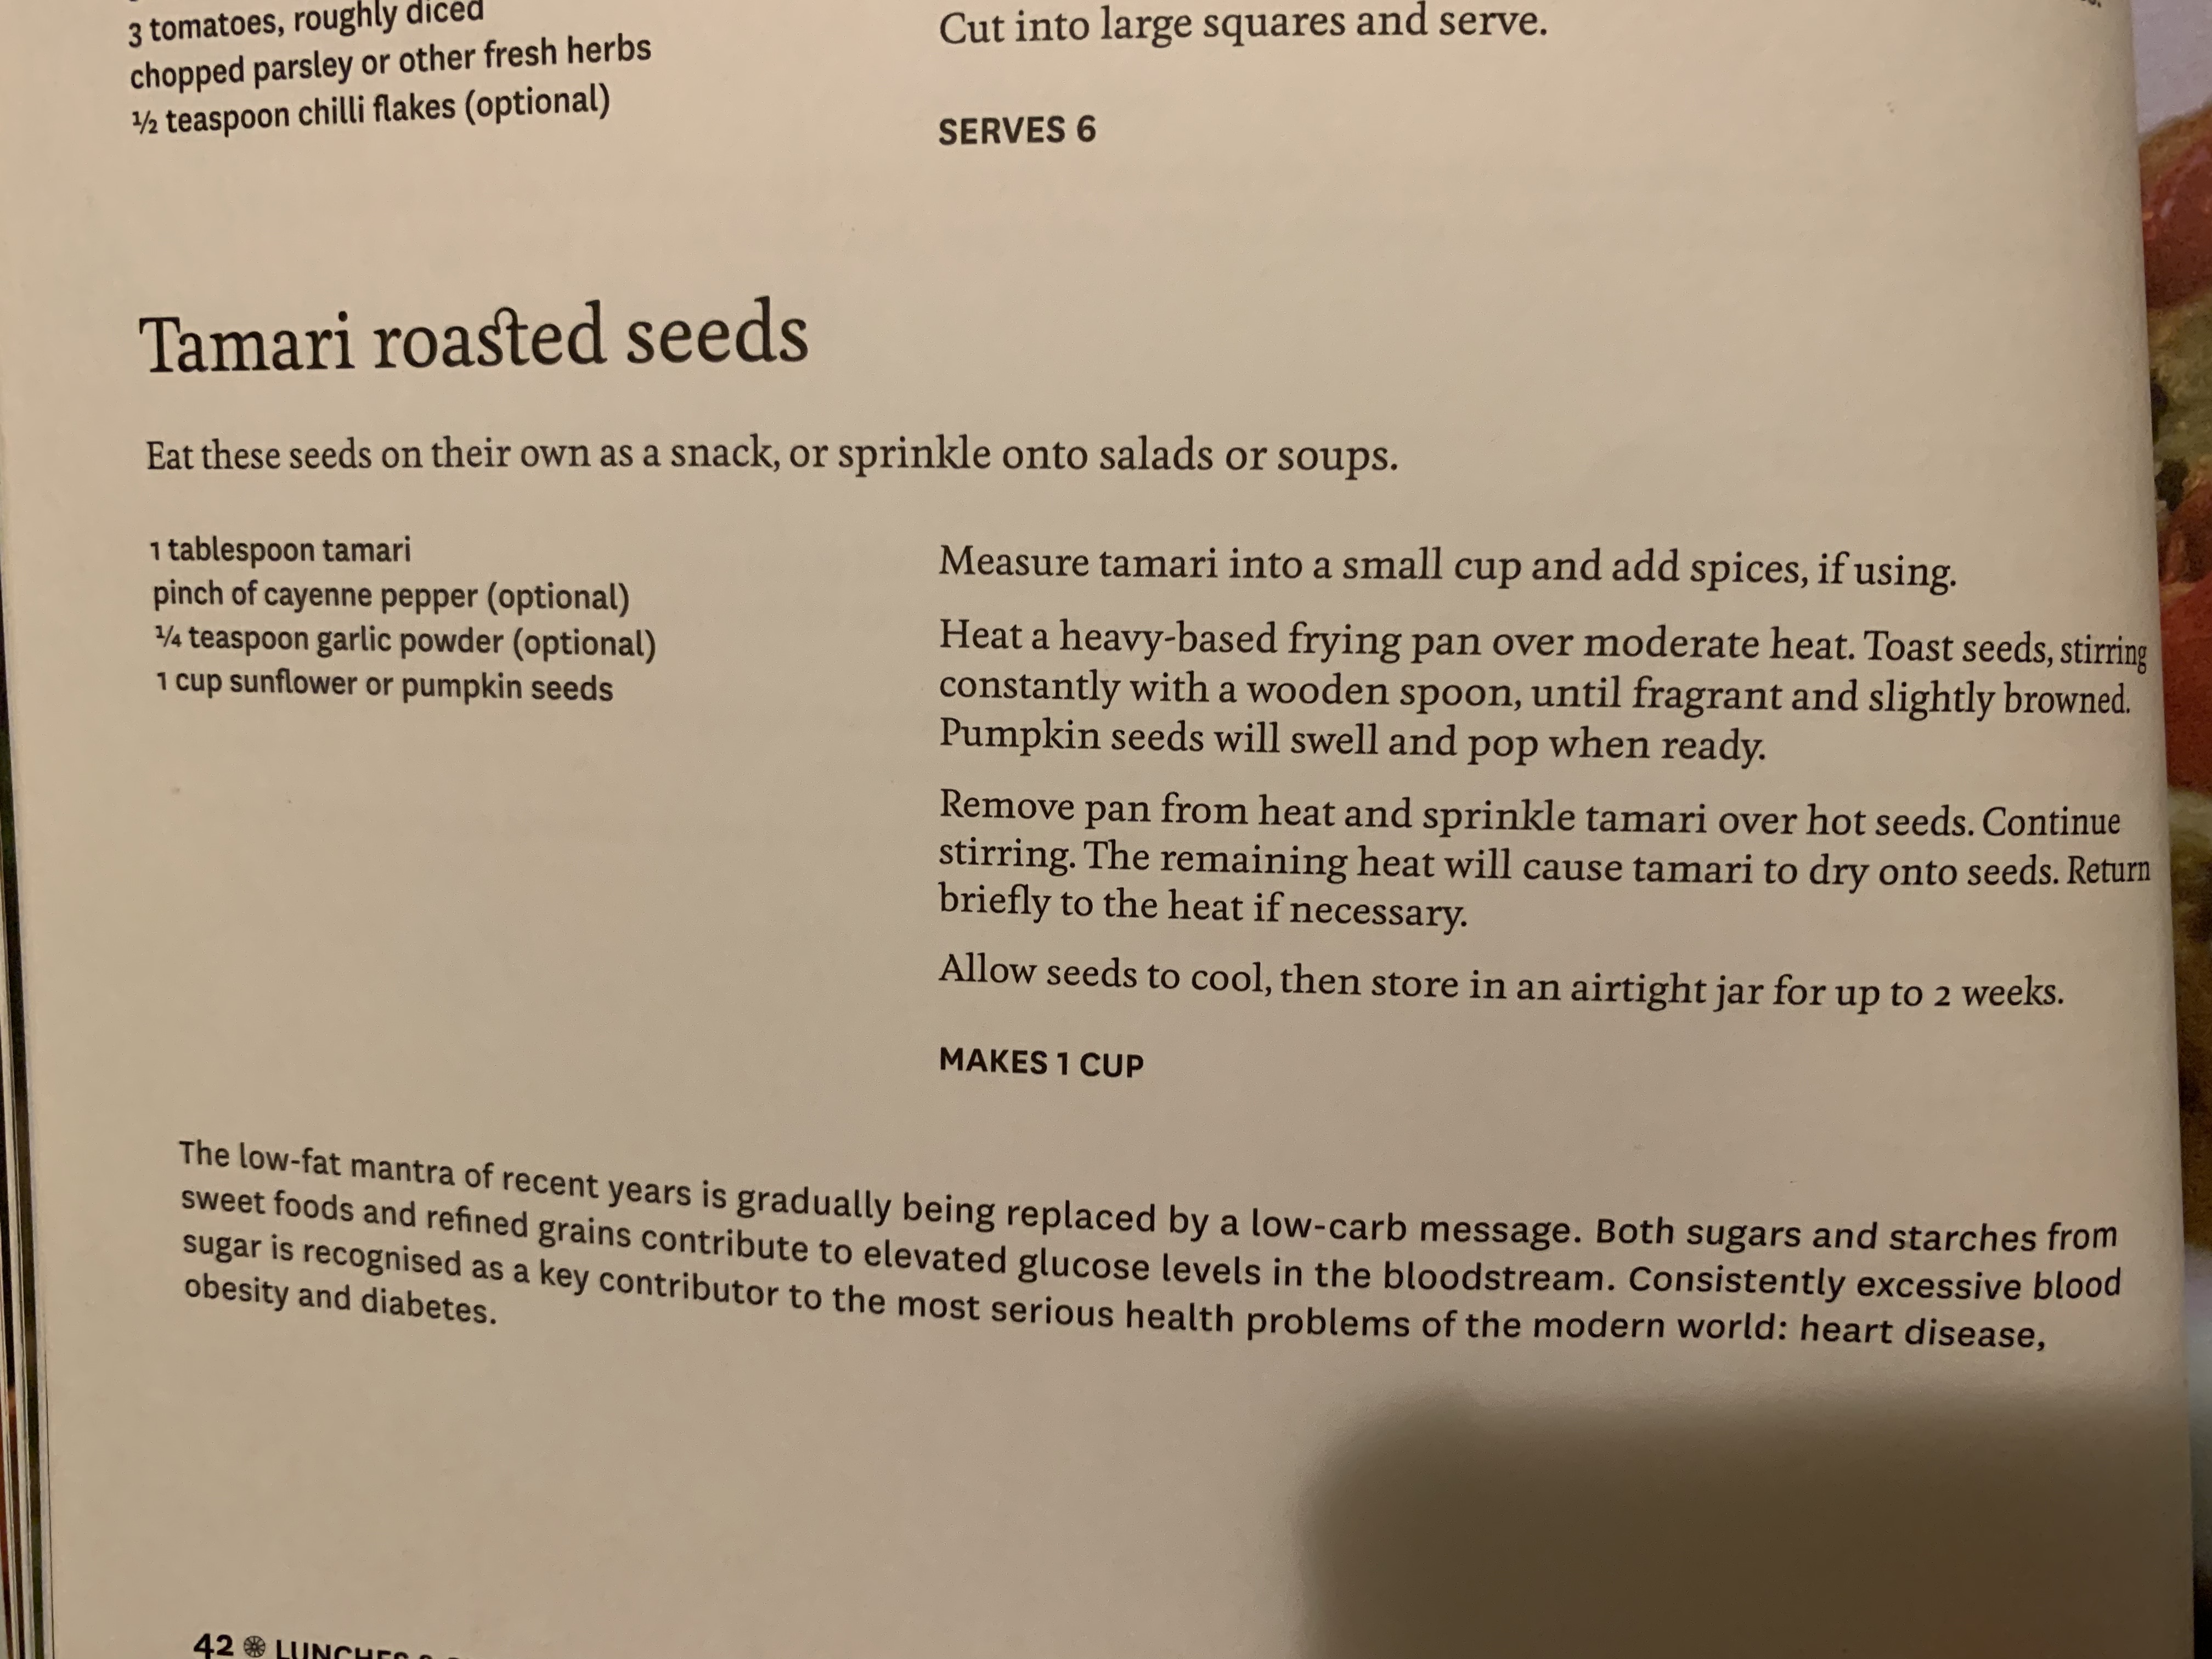 3 tomatoes, roughly diced
chopped parsley or other fresh herbs
½ teaspoon chilli flakes (optional)
Cut into large squares and serve.
SERVES 6
Tamari roasted seeds
Eat these seeds on their own as a snack, or sprinkle onto salads or soups.
1 tablespoon tamari
pinch of cayenne pepper (optional)
¼ teaspoon garlic powder (optional)
1 cup sunflower or pumpkin seeds
Measure tamari into a small cup and add spices, if using.
Heat a heavy-based frying pan over moderate heat. Toast seeds, stirring
constantly with a wooden spoon, until fragrant and slightly browned.
Pumpkin seeds will swell and pop when ready.
Remove pan from heat and sprinkle tamari over hot seeds. Continue
stirring. The remaining heat will cause tamari to dry onto seeds. Return
briefly to the heat if necessary.
Allow seeds to cool, then store in an airtight jar for up to 2 weeks.
MAKES 1 CUP
The low-fat mantra of recent years is gradually being replaced by a low-carb message. Both sugars and starches from
sweet foods and refined grains contribute to elevated glucose levels in the bloodstream. Consistently excessive blood
sugar is recognised as a key contributor to the most serious health problems of the modern world: heart disease,
obesity and diabetes.
42 LUNCHES